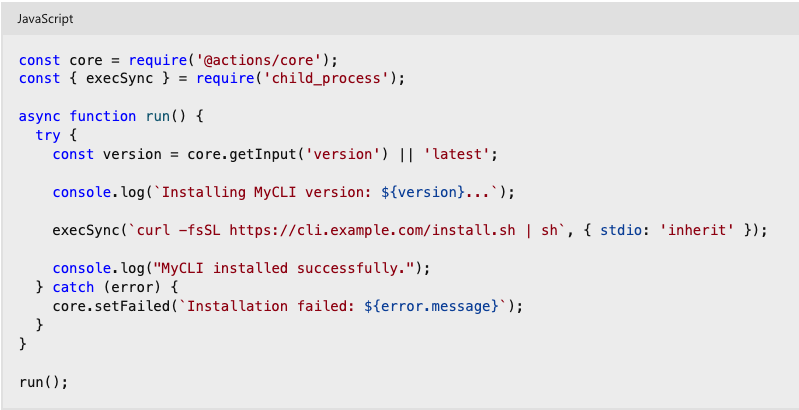 JavaScript
const core = require('@actions/core');
const { execSync } = require('child_process');
async function run() {
try {
const version = core.getInput('version') || 'latest';
console.log(`Installing MyCLI version: ${version}...`);
execSync(`curl -fsSL https://cli.example.com/install.sh | sh`, { stdio: 'inherit' });
console.log("MyCLI installed successfully.");
} catch (error) {
core.setFailed(`Installation failed: ${error.message}`);
}
}
run();